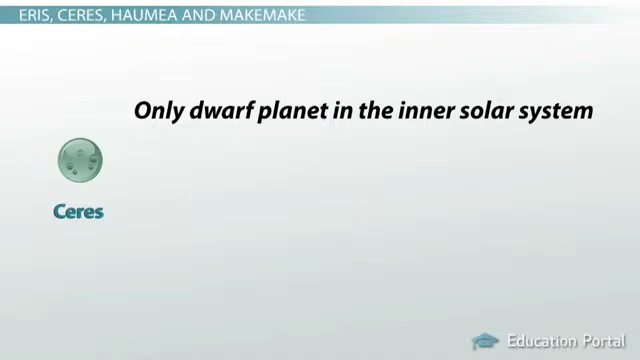 ERIS, CERES, HAUMEA AND MAKEMAKE
Only dwarf planet in the inner solar system
Ceres
Education Portal